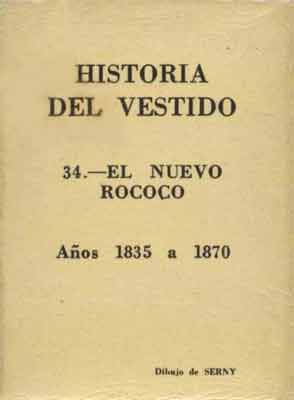 HISTORIA
DEL VESTIDO
34.—EL NUEVO
ROCOCO
Años 1835 a 1870
Dibujo de SERNY